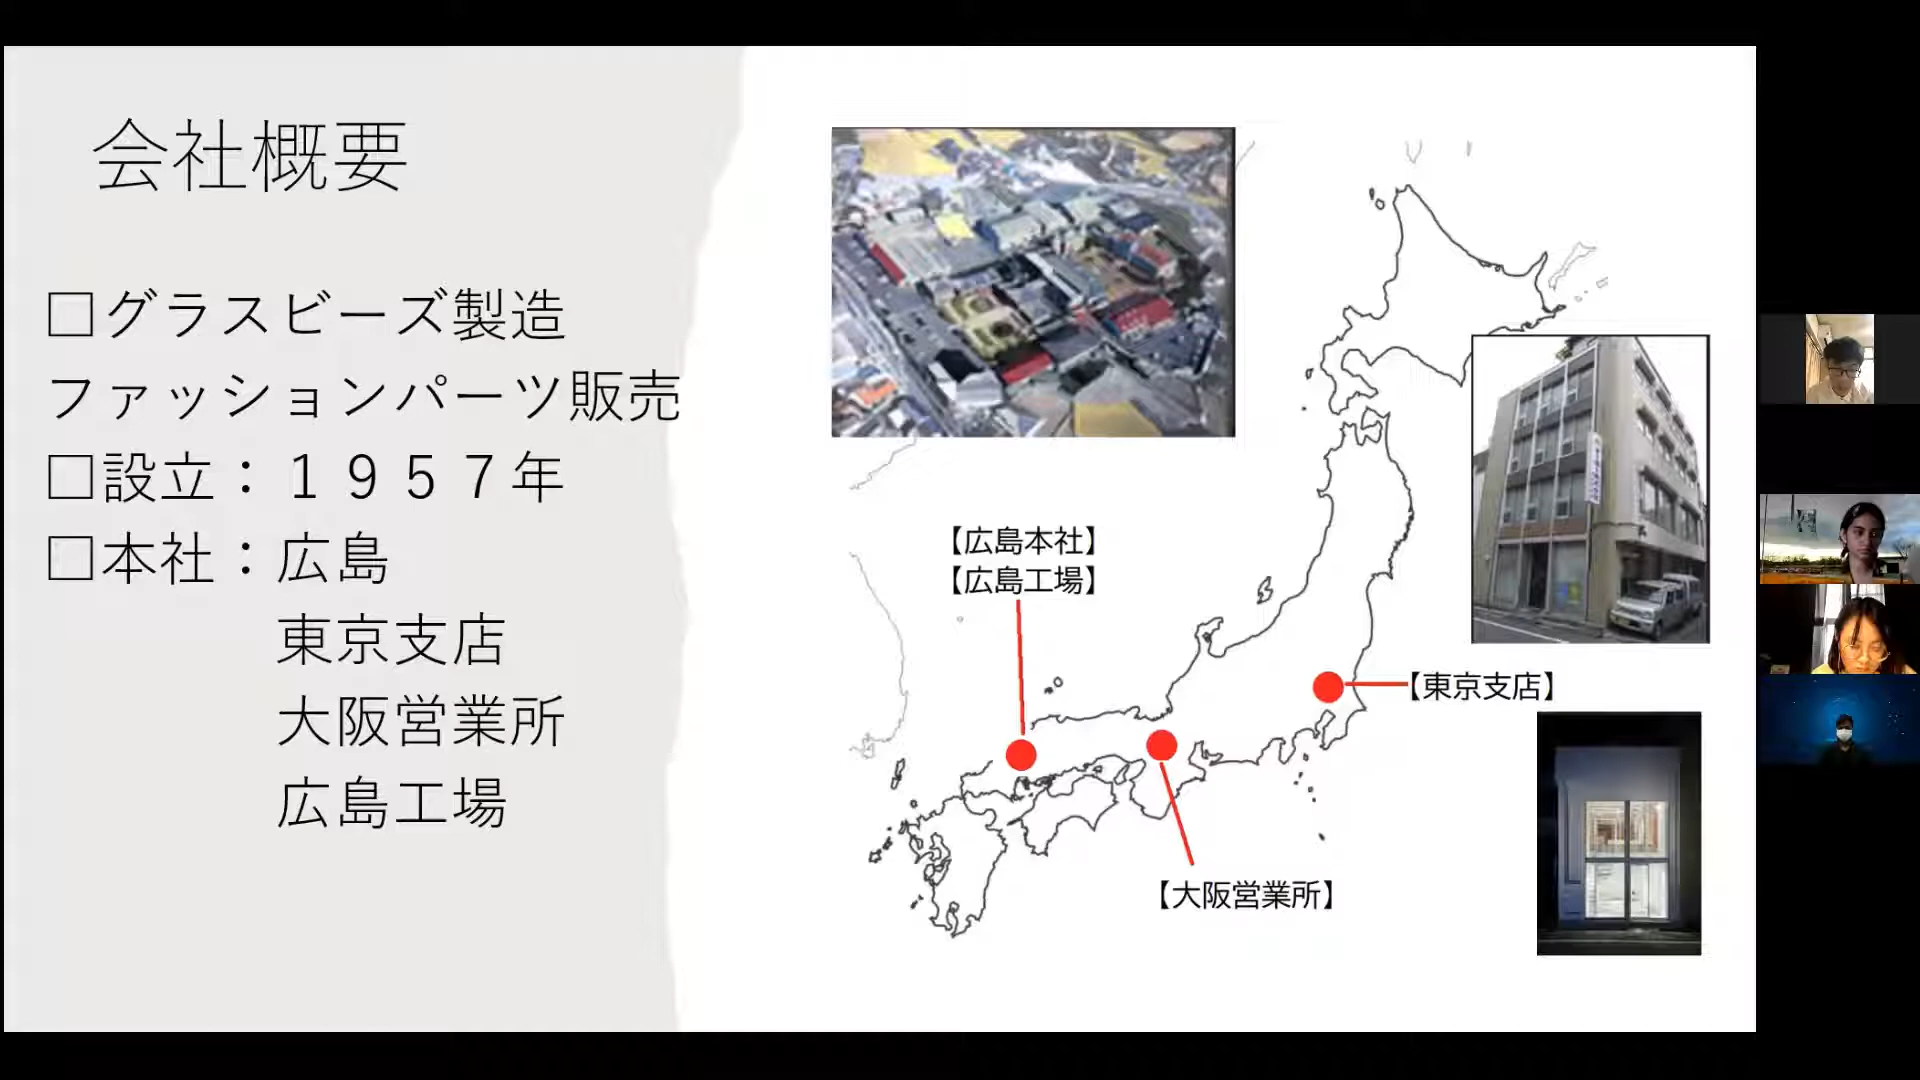 会社概要
□グラスビーズ製造
ファッションパーツ販売
□設立：１９５７年
□本社：広島
東京支店
大阪営業所
広島工場
【広島本社】
【広島工場】
【東京支店】
【大阪営業所】